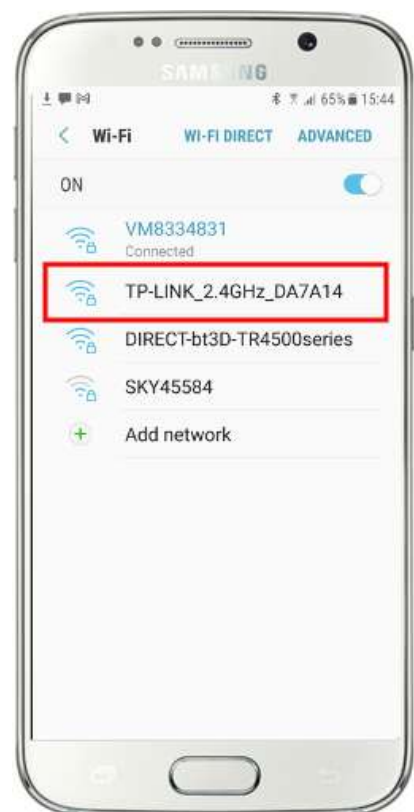 SAMSUNG
65% 15:44
Wi-Fi WI-FI DIRECT ADVANCED
ON
VM8334831
Connected
TP-LINK_2.4GHz_DA7A14
DIRECT-bt3D-TR4500series
SKY45584
Add network